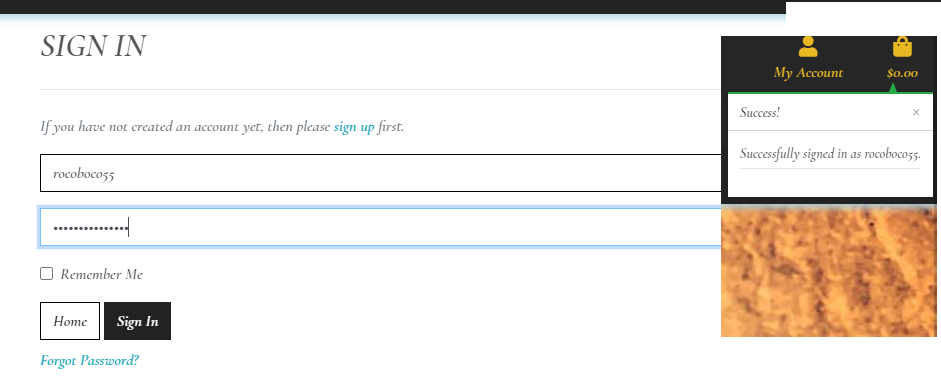 SIGN IN
My Account
$0.00
Success!
×
If you have not created an account yet, then please sign up first.
Successfully signed in as rocoboco55.
rocoboco55
•••••••••••••••
Remember Me
Home
Sign In
Forgot Password?